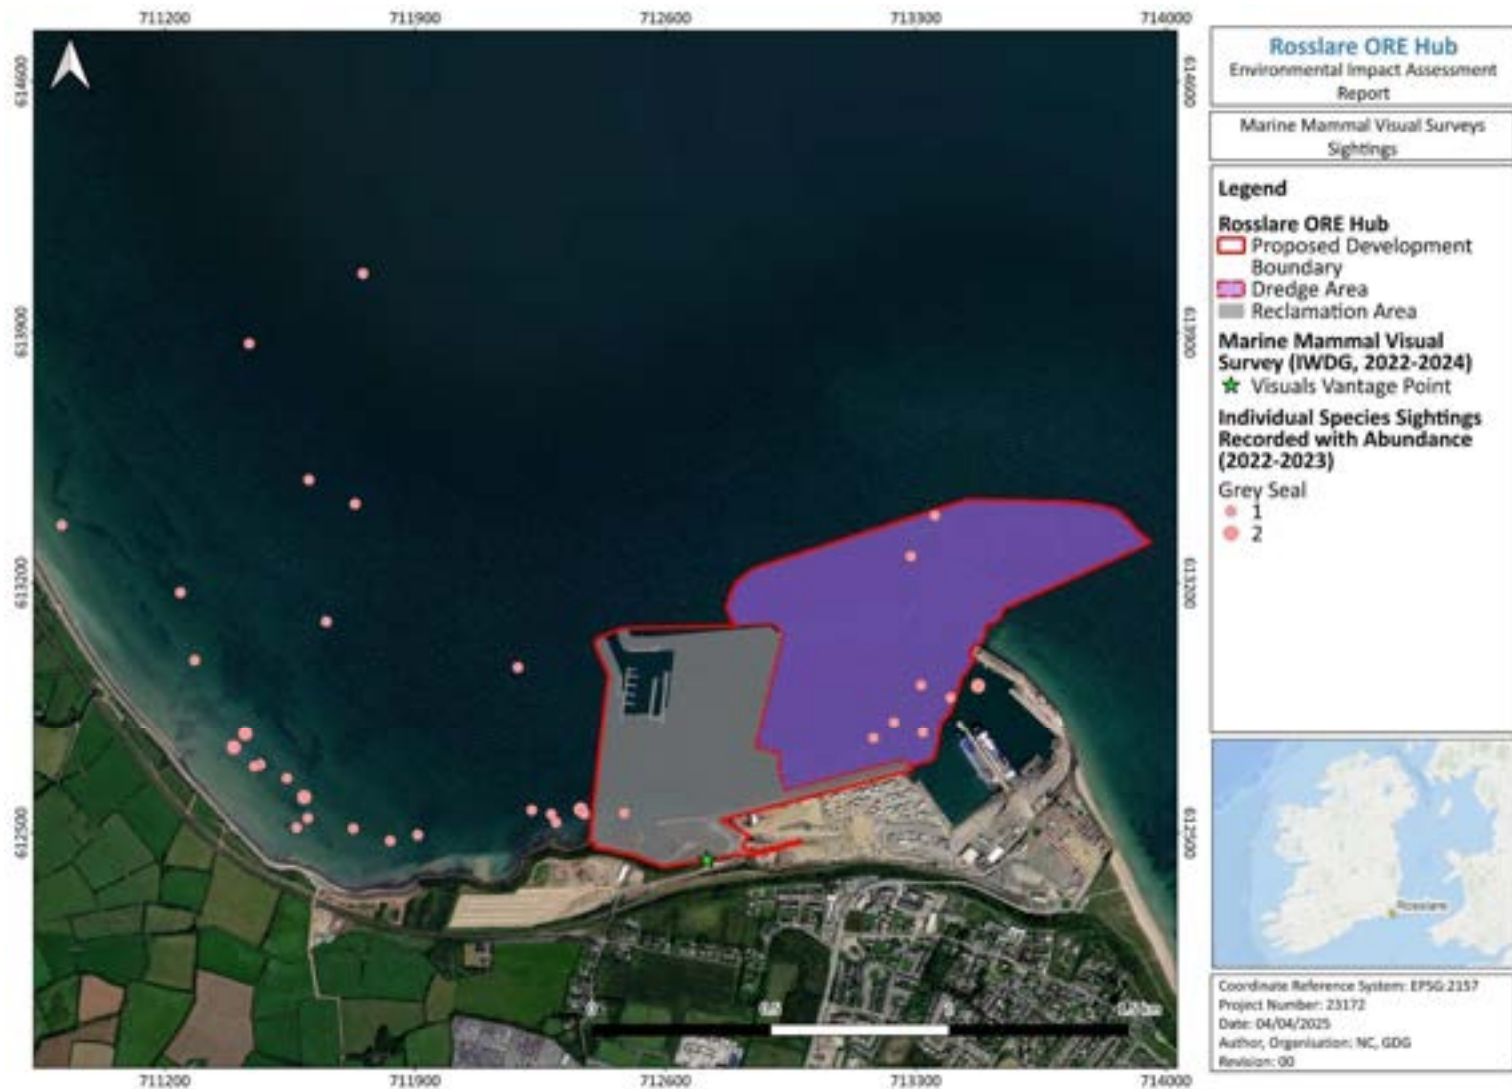 711200 711900 712600 713300 714000
614600 614600
613900 613900
613200 613200
612500 612500
0 0.5
711200 711900 712600 713300 714000
Rosslare ORE Hub
Environmental Impact Assessment
Report
Marine Mammal Visual Surveys
Sightings
Legend
Rosslare ORE Hub
Proposed Development
Boundary
Dredge Area
Reclamation Area
Marine Mammal Visual
Survey (IWDG, 2022-2024)
Visuals Vantage Point
Individual Species Sightings
Recorded with Abundance
(2022-2023)
Grey Seal
1
2
Rosslare
Coordinate Reference System: EPSG:2157
Project Number: 23172
Date: 04/04/2025
Author, Organisation: NC, GDG
Revision: 00